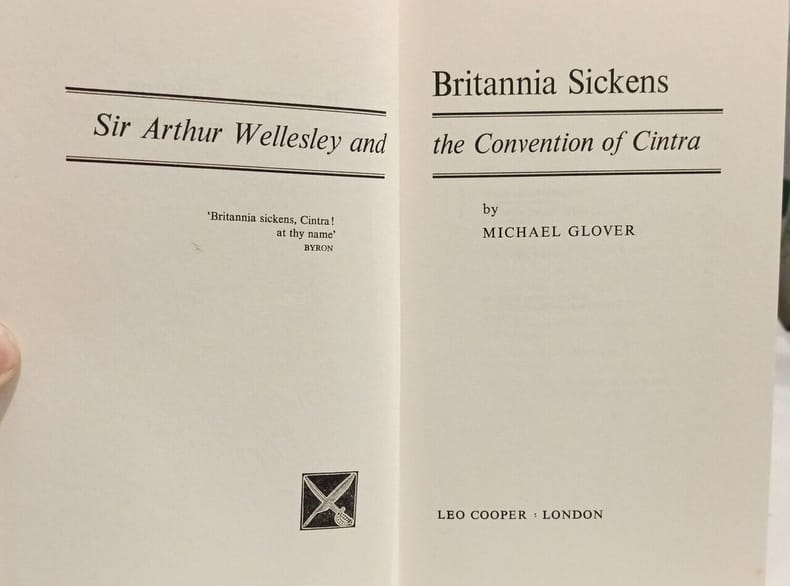 Britannia Sickens
Sir Arthur Wellesley and the Convention of Cintra
'Britannia sickens, Cintra!
at thy name'
BYRON
by
MICHAEL GLOVER
LEO COOPER : LONDON